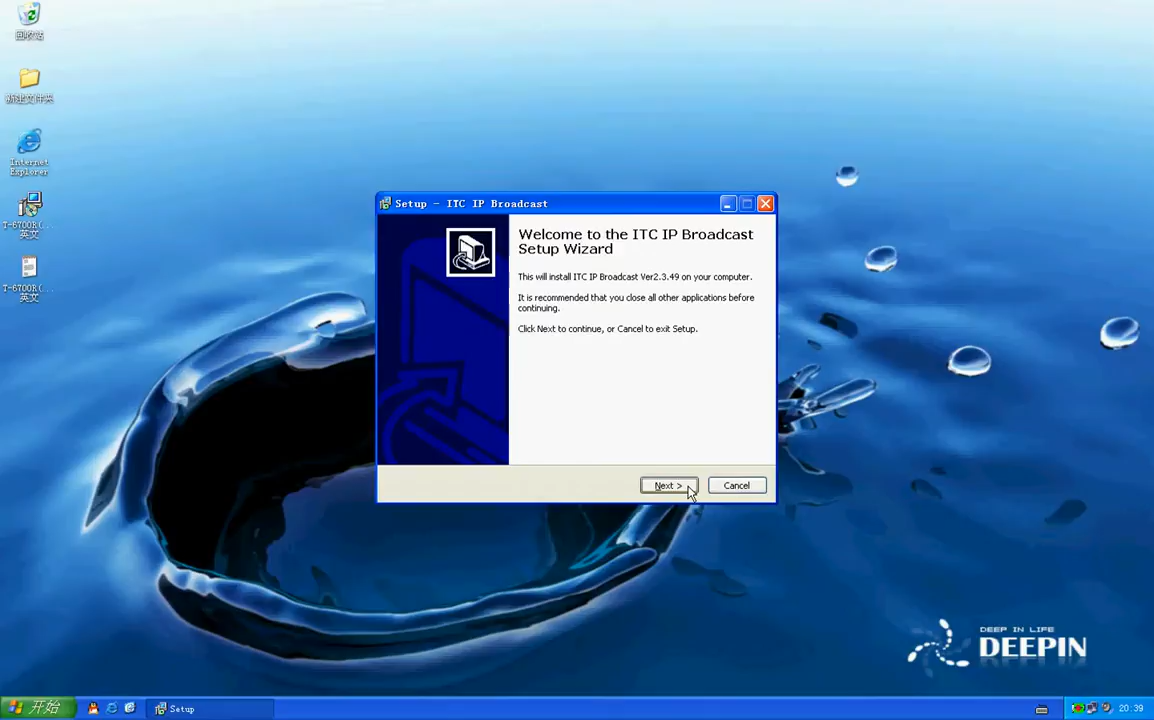 回收站
新建文件夹
Internet
Explorer
T-6700R(...
英文
T-6700R(...
英文
Setup - ITC IP Broadcast
Welcome to the ITC IP Broadcast
Setup Wizard
This will install ITC IP Broadcast Ver2.3.49 on your computer.
It is recommended that you close all other applications before
continuing.
Click Next to continue, or Cancel to exit Setup.
Next >
Cancel
DEEP IN LIFE
DEEPIN
开始
Setup
20:39